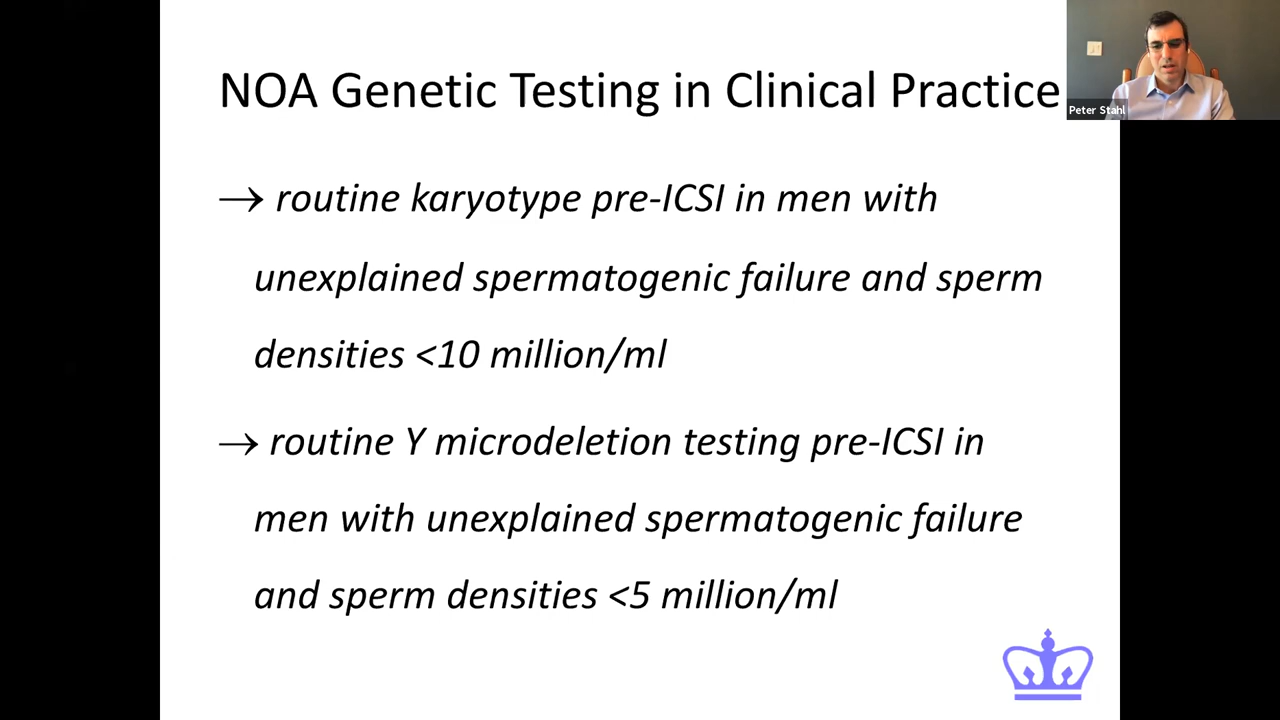 NOA Genetic Testing in Clinical Practice
Peter Stahl
→ routine karyotype pre-ICSI in men with
unexplained spermatogenic failure and sperm
densities <10 million/ml
→ routine Y microdeletion testing pre-ICSI in
men with unexplained spermatogenic failure
and sperm densities <5 million/ml